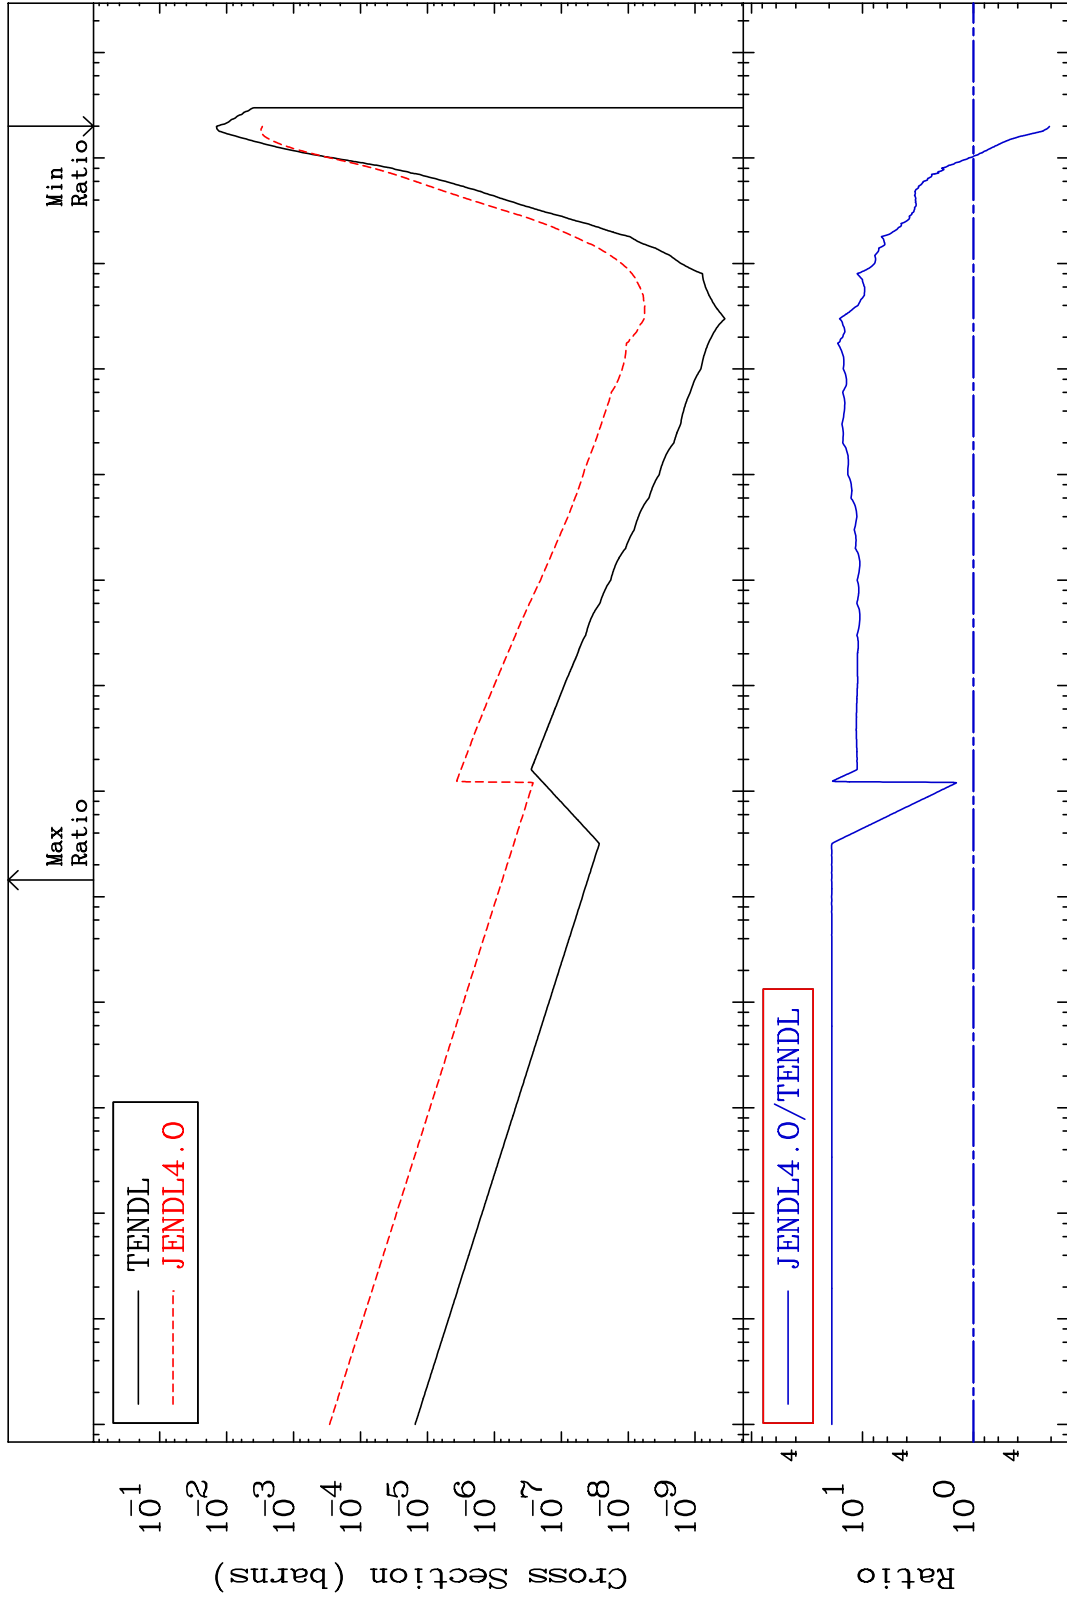 Min
Ratio
Max
Ratio
TENDL
JENDL4.0
10-1
10-2
10-3
10-4
10-5
10-6
10-7
10-8
10-9
Cross Section (barns)
JENDL4.0/TENDL
4
10 1
4
10 0
4
Ratio